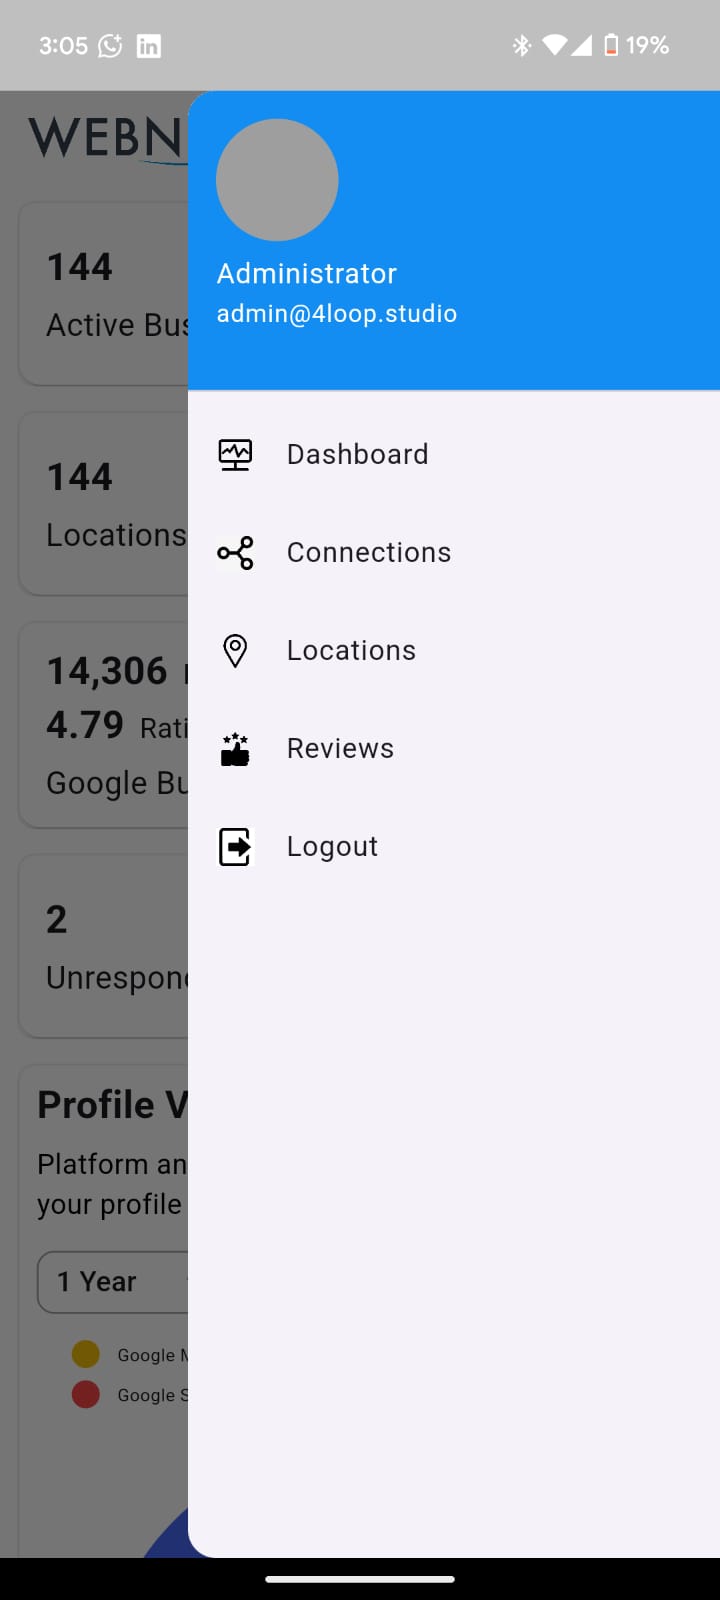 3:05
19%
WEBN
144
Active Bus
144
Locations
14,306
4.79 Rati
Google Bu
2
Unrespon
Profile V
Platform an
your profile
1 Year
Google M
Google S
Administrator
admin@4loop.studio
Dashboard
Connections
Locations
Reviews
Logout